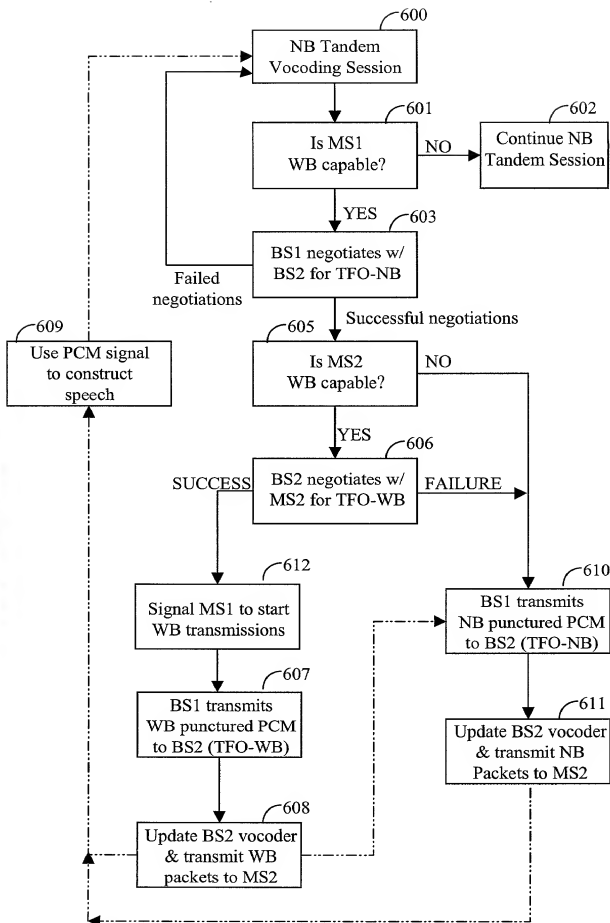 600
NB Tandem
Vocoding Session
601
Is MS1
WB capable?
NO
602
Continue NB
Tandem Session
YES
603
BS1 negotiates w/
BS2 for TFO-NB
Failed
negotiations
Successful negotiations
609
Use PCM signal
to construct
speech
605
Is MS2
WB capable?
NO
YES
606
BS2 negotiates w/
MS2 for TFO-WB
SUCCESS
FAILURE
612
Signal MS1 to start
WB transmissions
610
BS1 transmits
NB punctured PCM
to BS2 (TFO-NB)
607
BS1 transmits
WB punctured PCM
to BS2 (TFO-WB)
611
Update BS2 vocoder
& transmit NB
Packets to MS2
608
Update BS2 vocoder
& transmit WB
packets to MS2